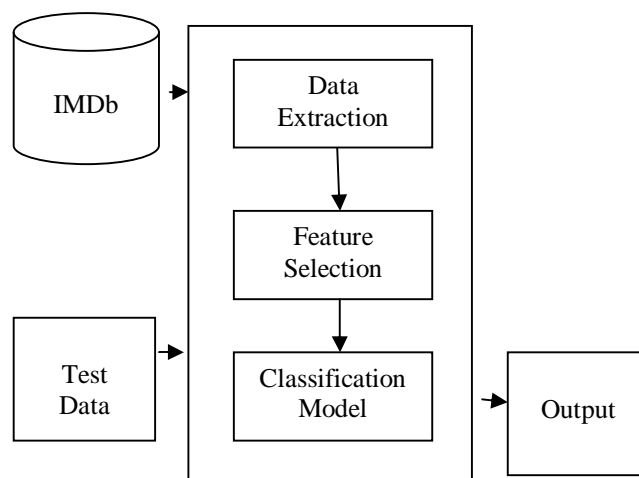 IMDb
Data
Extraction
Feature
Selection
Test
Data
Classification
Model
Output